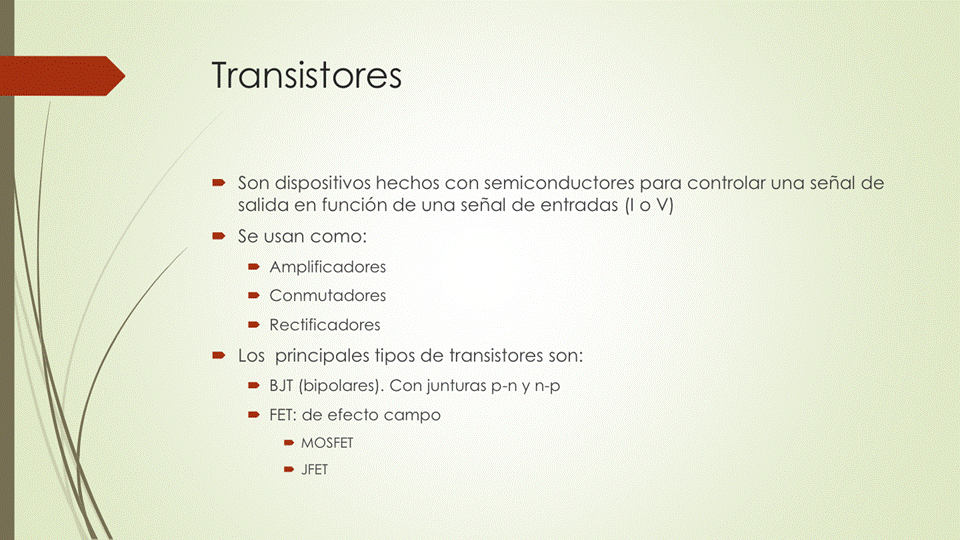 Transistores
Son dispositivos hechos con semiconductores para controlar una señal de
salida en función de una señal de entradas (I o V)
Se usan como:
Amplificadores
Conmutadores
Rectificadores
Los  principales tipos de transistores son:
BJT (bipolares). Con junturas p-n y n-p
FET: de efecto campo
MOSFET
JFET